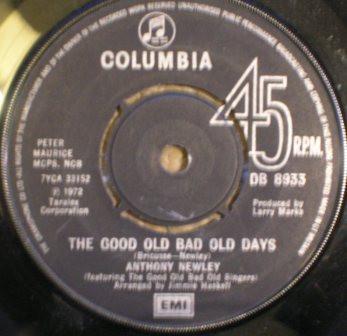 COLUMBIA
45 R.P.M.
PETER
MAURICE
MCPS, NCB
7YCA 33152
℗ 1972
Taralex
Corporation
DB 8933
Produced by
Larry Marks
THE GOOD OLD BAD OLD DAYS
(Bricusse—Newley)
ANTHONY NEWLEY
(featuring The Good Old Bad Old Singers)
Arranged by Jimmie Haskell
EMI